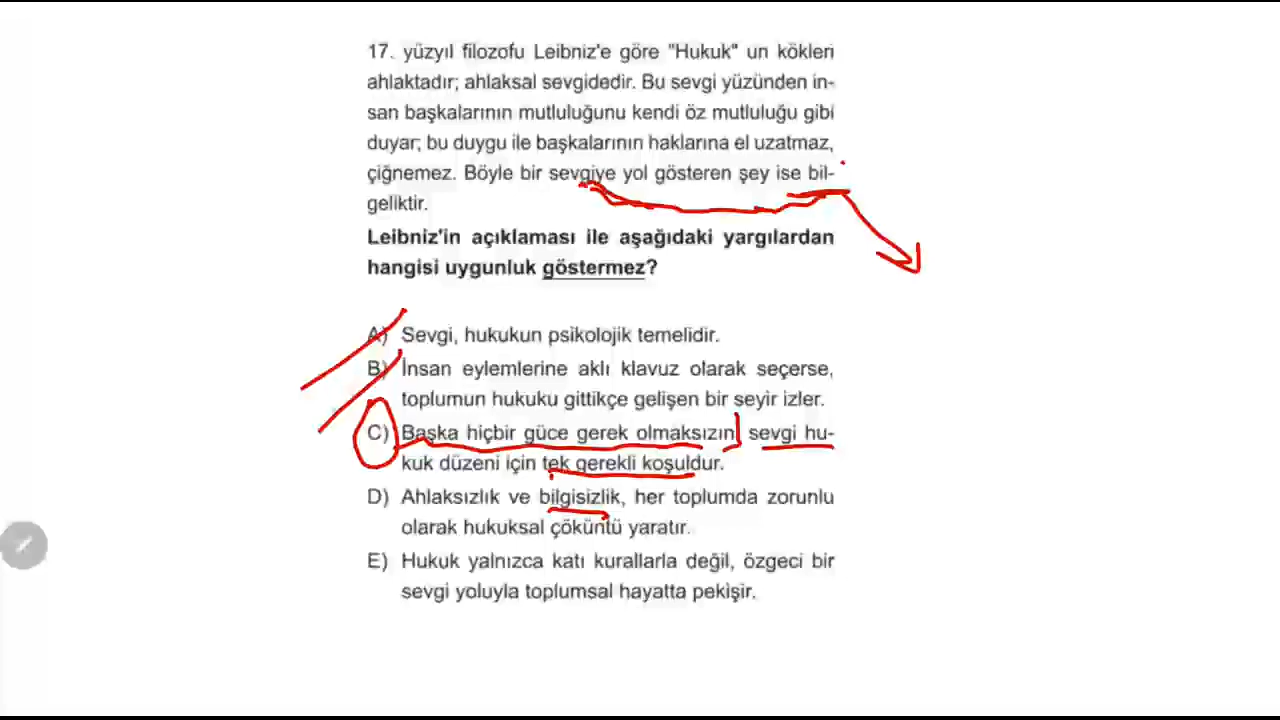 17. yüzyıl filozofu Leibniz'e göre "Hukuk" un kökleri
ahlaktadır; ahlaksal sevgidedir. Bu sevgi yüzünden in-
san başkalarının mutluluğunu kendi öz mutluluğu gibi
duyar; bu duygu ile başkalarının haklarına el uzatmaz,
çiğnemez. Böyle bir sevgiye yol gösteren şey ise bil-
geliktir.
Leibniz'in açıklaması ile aşağıdaki yargılardan
hangisi uygunluk göstermez?
A) Sevgi, hukukun psikolojik temelidir.
B) İnsan eylemlerine aklı klavuz olarak seçerse,
toplumun hukuku gittikçe gelişen bir seyir izler.
C) Başka hiçbir güce gerek olmaksızın sevgi hu-
kuk düzeni için tek gerekli koşuldur.
D) Ahlaksızlık ve bilgisizlik, her toplumda zorunlu
olarak hukuksal çöküntü yaratır.
E) Hukuk yalnızca katı kurallarla değil, özgeci bir
sevgi yoluyla toplumsal hayatta pekişir.